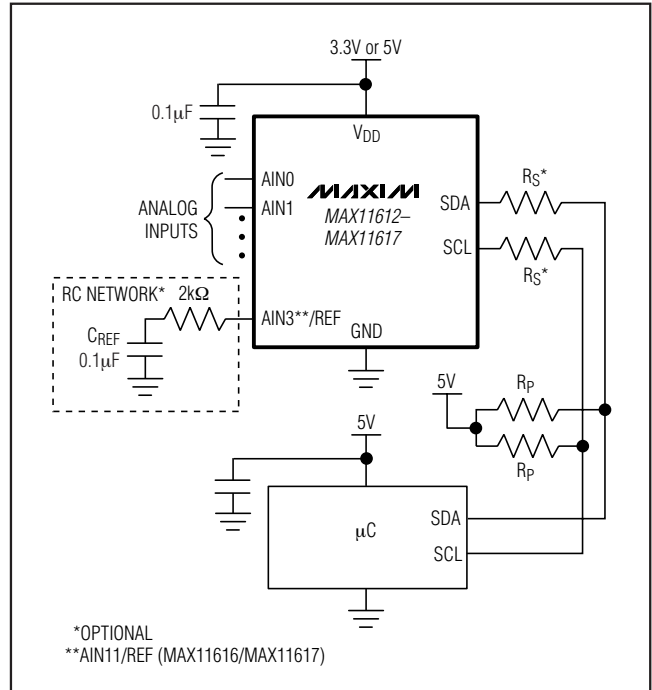 3.3V or 5V
0.1µF
VDD
AIN0
MAXIM
RS*
ANALOG
INPUTS
AIN1
MAX11612–
MAX11617
SDA
SCL
RS*
RC NETWORK*
2kΩ
AIN3**/REF
CREF
0.1µF
GND
5V
RP
5V
RP
µC
SDA
SCL
*OPTIONAL
**AIN11/REF (MAX11616/MAX11617)